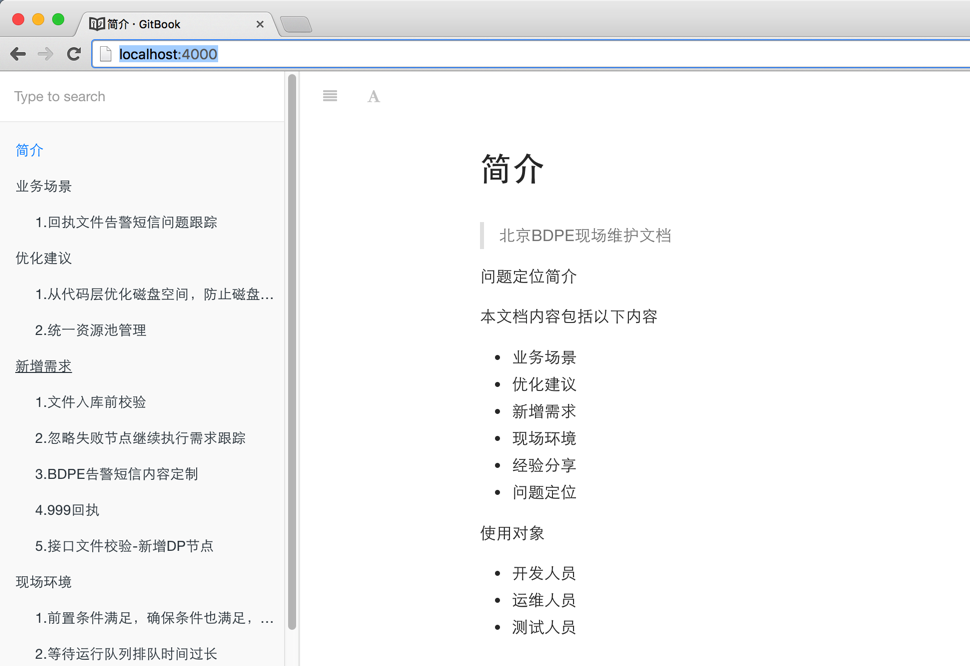 简介 · GitBook
localhost:4000
Type to search
A
简介
业务场景
1.回执文件告警短信问题跟踪
优化建议
1.从代码层优化磁盘空间，防止磁盘…
2.统一资源池管理
新增需求
1.文件入库前校验
2.忽略失败节点继续执行需求跟踪
3.BDPE告警短信内容定制
4.999回执
5.接口文件校验-新增DP节点
现场环境
1.前置条件满足，确保条件也满足，…
2.等待运行队列排队时间过长
简介
北京BDPE现场维护文档
问题定位简介
本文档内容包括以下内容
• 业务场景
• 优化建议
• 新增需求
• 现场环境
• 经验分享
• 问题定位
使用对象
• 开发人员
• 运维人员
• 测试人员